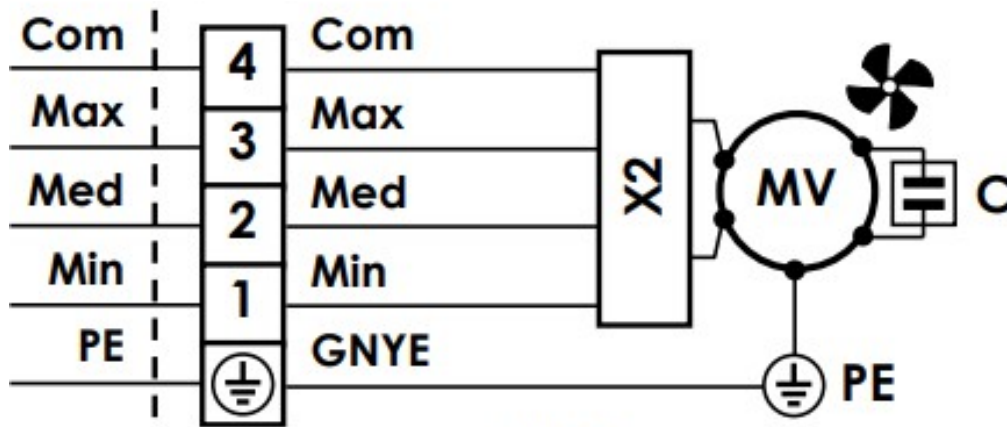 Com 4 Com
Max 3 Max
Med 2 Med
Min 1 Min
PE GNYE
X2
MV
C
PE